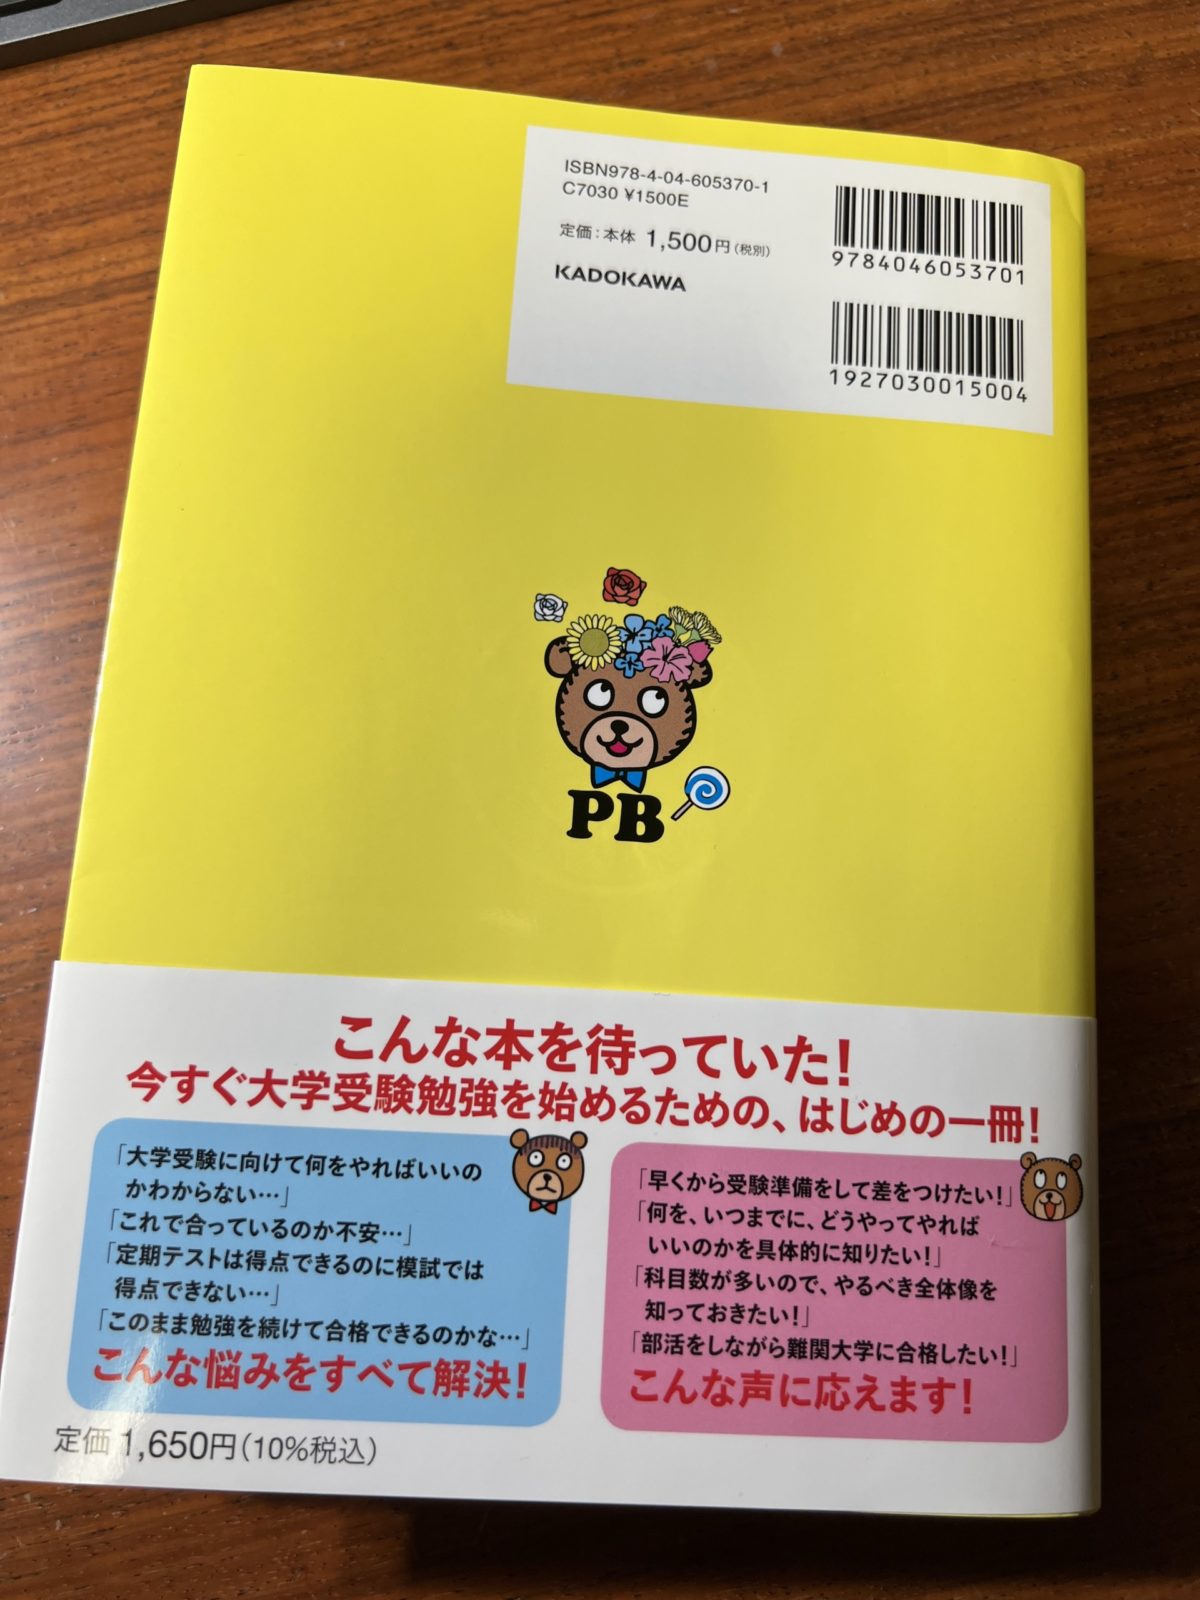 ISBN978-4-04-605370-1
C7030 ¥1500E
定価：本体 1,500円（税別）
KADOKAWA
9784046053701
1927030015004
PB
こんな本を待っていた！
今すぐ大学受験勉強を始めるための、はじめの一冊！
「大学受験に向けて何をやればいいの
かわからない…」
「これで合っているのか不安…」
「定期テストは得点できるのに模試では
得点できない…」
「このまま勉強を続けて合格できるのかな…」
こんな悩みをすべて解決！
「早くから受験準備をして差をつけたい！」
「何を、いつまでに、どうやってやれば
いいのかを具体的に知りたい！」
「科目数が多いので、やるべき全体像を
知っておきたい！」
「部活をしながら難関大学に合格したい！」
こんな声に応えます！
定価 1,650円（10%税込）